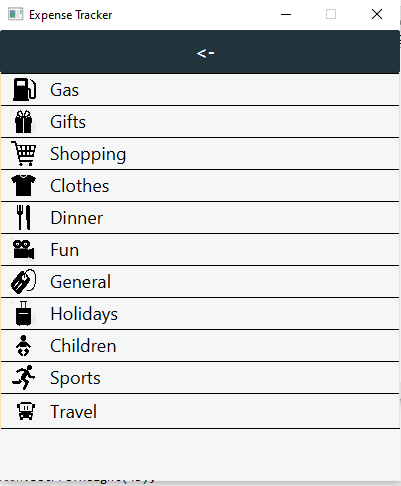 Expense Tracker
<-
Gas
Gifts
Shopping
Clothes
Dinner
Fun
General
Holidays
Children
Sports
Travel